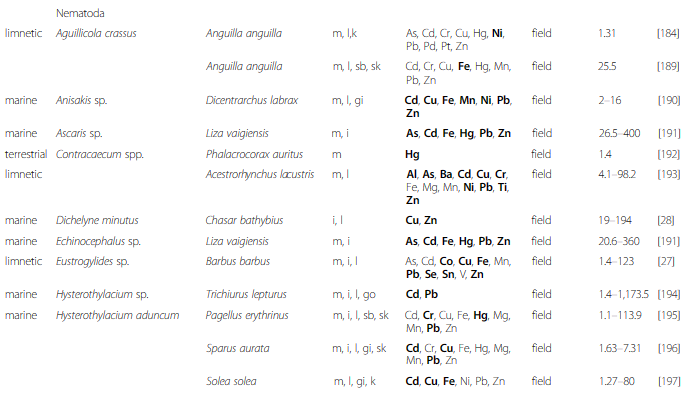 Nematoda
limnetic Aguillicola crassus Anguilla anguilla m, l,k As, Cd, Cr, Cu, Hg, Ni, field 1.31 [184]
Pb, Pd, Pt, Zn
Anguilla anguilla m, l, sb, sk Cd, Cr, Cu, Fe, Hg, Mn, field 25.5 [189]
Pb, Zn
marine Anisakis sp. Dicentrarchus labrax m, l, gi Cd, Cu, Fe, Mn, Ni, Pb, field 2–16 [190]
Zn
marine Ascaris sp. Liza vaigiensis m, i As, Cd, Fe, Hg, Pb, Zn field 26.5–400 [191]
terrestrial Contracaecum spp. Phalacrocorax auritus m Hg field 1.4 [192]
limnetic Acestrorhynchus lacustris m, l Al, As, Ba, Cd, Cu, Cr, field 4.1–98.2 [193]
Fe, Mg, Mn, Ni, Pb, Ti,
Zn
marine Dichelyne minutus Chasar bathybius i, l Cu, Zn field 19–194 [28]
marine Echinocephalus sp. Liza vaigiensis m, i As, Cd, Fe, Hg, Pb, Zn field 20.6–360 [191]
limnetic Eustrogylides sp. Barbus barbus m, i, l As, Cd, Co, Cu, Fe, Mn, field 1.4–123 [27]
Pb, Se, Sn, V, Zn
marine Hysterothylacium sp. Trichiurus lepturus m, i, l, go Cd, Pb field 1.4–1,173.5 [194]
marine Hysterothylacium aduncum Pagellus erythrinus m, i, l, sb, sk Cd, Cr, Cu, Fe, Hg, Mg, field 1.1–113.9 [195]
Mn, Pb, Zn
Sparus aurata m, i, l, gi, sk Cd, Cr, Cu, Fe, Hg, Mg, field 1.63–7.31 [196]
Mn, Pb, Zn
Solea solea m, l, gi, k Cd, Cu, Fe, Ni, Pb, Zn field 1.27–80 [197]